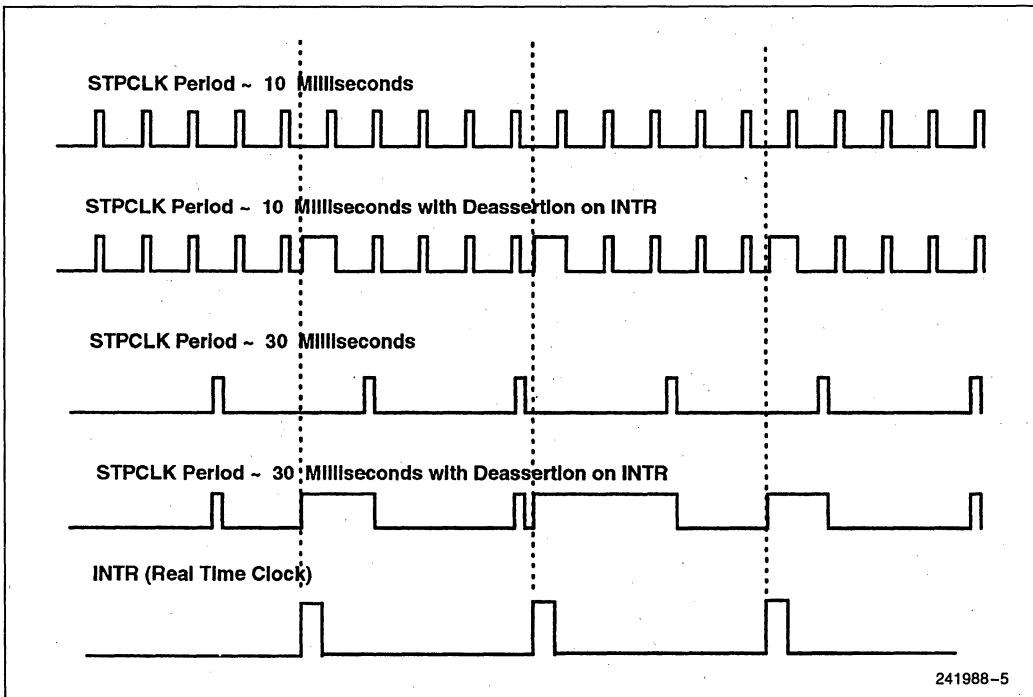 STPCLK Period ~ 10 Milliseconds
STPCLK Period ~ 10 Milliseconds with Deassertion on INTR
STPCLK Period ~ 30 Milliseconds
STPCLK Period ~ 30 Milliseconds with Deassertion on INTR
INTR (Real Time Clock)
241988-5